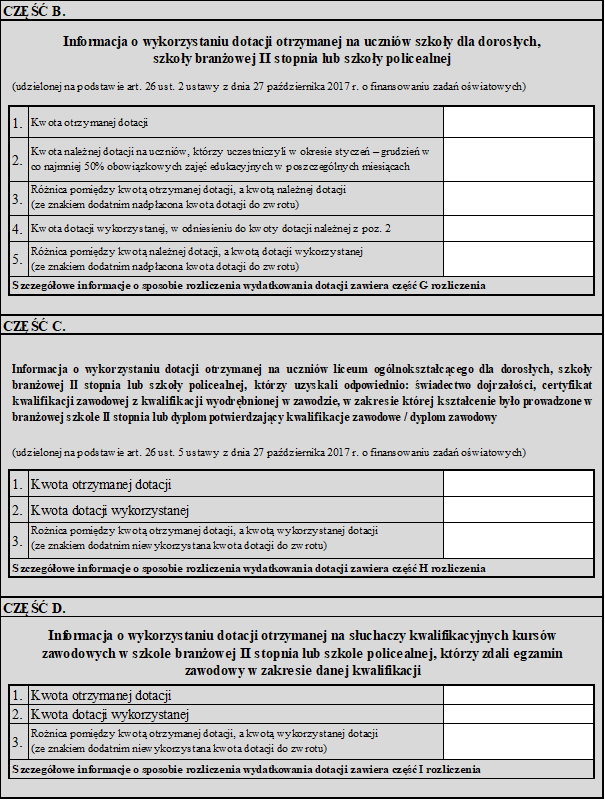 CZĘŚĆ B.
Informacja o wykorzystaniu dotacji otrzymanej na uczniów szkoły dla dorosłych,
szkoły branżowej II stopnia lub szkoły policealnej
(udzielonej na podstawie art. 26 ust. 2 ustawy z dnia 27 października 2017 r. o finansowaniu zadań oświatowych)
1. Kwota otrzymanej dotacji
2. Kwota należnej dotacji na uczniów, którzy uczestniczyli w okresie styczeń – grudzień w
co najmniej 50% obowiązkowych zajęć edukacyjnych w poszczególnych miesiącach
3. Różnica pomiędzy kwotą otrzymanej dotacji, a kwotą należnej dotacji
(ze znakiem dodatnim nadpłacona kwota dotacji do zwrotu)
4. Kwota dotacji wykorzystanej, w odniesieniu do kwoty dotacji należnej z poz. 2
5. Różnica pomiędzy kwotą należnej dotacji, a kwotą dotacji wykorzystanej
(ze znakiem dodatnim nadpłacona kwota dotacji do zwrotu)
Szczegółowe informacje o sposobie rozliczenia wydatkowania dotacji zawiera część G rozliczenia
CZĘŚĆ C.
Informacja o wykorzystaniu dotacji otrzymanej na uczniów liceum ogólnokształcącego dla dorosłych, szkoły
branżowej II stopnia lub szkoły policealnej, którzy uzyskali odpowiednio: świadectwo dojrzałości, certyfikat
kwalifikacji zawodowej z kwalifikacji wyodrębnionej w zawodzie, w zakresie której kształcenie było prowadzone w
branżowej szkole II stopnia lub dyplom potwierdzający kwalifikacje zawodowe / dyplom zawodowy
(udzielonej na podstawie art. 26 ust. 5 ustawy z dnia 27 października 2017 r. o finansowaniu zadań oświatowych)
1. Kwota otrzymanej dotacji
2. Kwota dotacji wykorzystanej
3. Rożnica pomiędzy kwotą otrzymanej dotacji, a kwotą wykorzystanej dotacji
(ze znakiem dodatnim niewykorzystana kwota dotacji do zwrotu)
Szczegółowe informacje o sposobie rozliczenia wydatkowania dotacji zawiera część H rozliczenia
CZĘŚĆ D.
Informacja o wykorzystaniu dotacji otrzymanej na słuchaczy kwalifikacyjnych kursów
zawodowych w szkole branżowej II stopnia lub szkole policealnej, którzy zdali egzamin
zawodowy w zakresie danej kwalifikacji
1. Kwota otrzymanej dotacji
2. Kwota dotacji wykorzystanej
3. Rożnica pomiędzy kwotą otrzymanej dotacji, a kwotą wykorzystanej dotacji
(ze znakiem dodatnim niewykorzystana kwota dotacji do zwrotu)
Szczegółowe informacje o sposobie rozliczenia wydatkowania dotacji zawiera część I rozliczenia